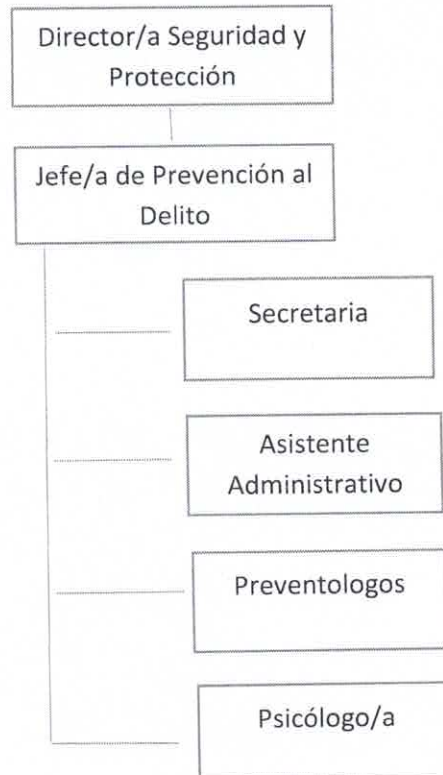 Director/a Seguridad y
Protección
Jefe/a de Prevención al
Delito
Secretaria
Asistente
Administrativo
Preventologos
Psicólogo/a